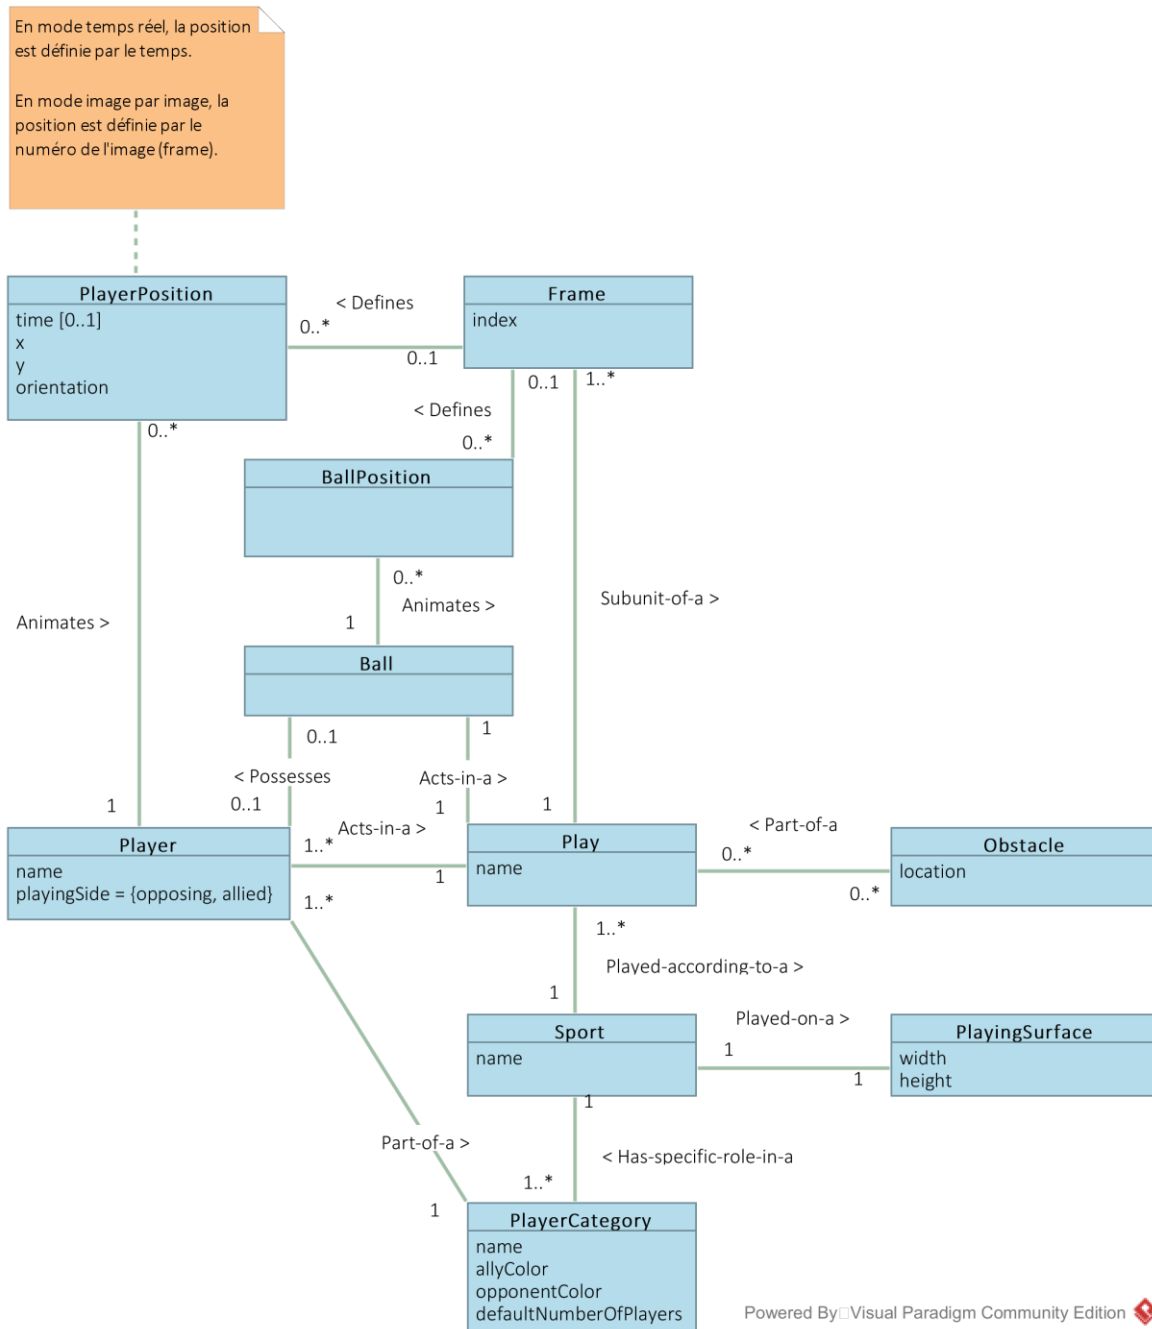 En mode temps réel, la position
est définie par le temps.
En mode image par image, la
position est définie par le
numéro de l'image (frame).
PlayerPosition
time [0..1]
x
y
orientation
< Defines
0..*
0..1
Frame
index
0..1
1..*
< Defines
0..*
0..*
BallPosition
0..*
Animates >
1
Animates >
Subunit-of-a >
Ball
0..1
1
< Possesses
Acts-in-a >
1
0..1
1
1
Player
name
playingSide = {opposing, allied}
Acts-in-a >
1..*
1
1..*
Play
name
< Part-of-a
0..*
0..*
Obstacle
location
1..*
Played-according-to-a >
1
Sport
name
Played-on-a >
1
1
PlayingSurface
width
height
1
Part-of-a >
< Has-specific-role-in-a
1..*
1
PlayerCategory
name
allyColor
opponentColor
defaultNumberOfPlayers
Powered By Visual Paradigm Community Edition